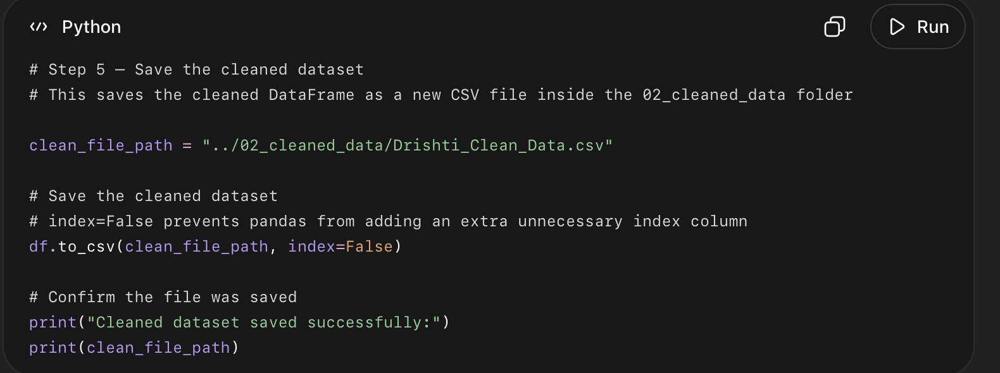 </> Python
Run
# Step 5 — Save the cleaned dataset
# This saves the cleaned DataFrame as a new CSV file inside the 02_cleaned_data folder
clean_file_path = "../02_cleaned_data/Drishti_Clean_Data.csv"
# Save the cleaned dataset
# index=False prevents pandas from adding an extra unnecessary index column
df.to_csv(clean_file_path, index=False)
# Confirm the file was saved
print("Cleaned dataset saved successfully:")
print(clean_file_path)